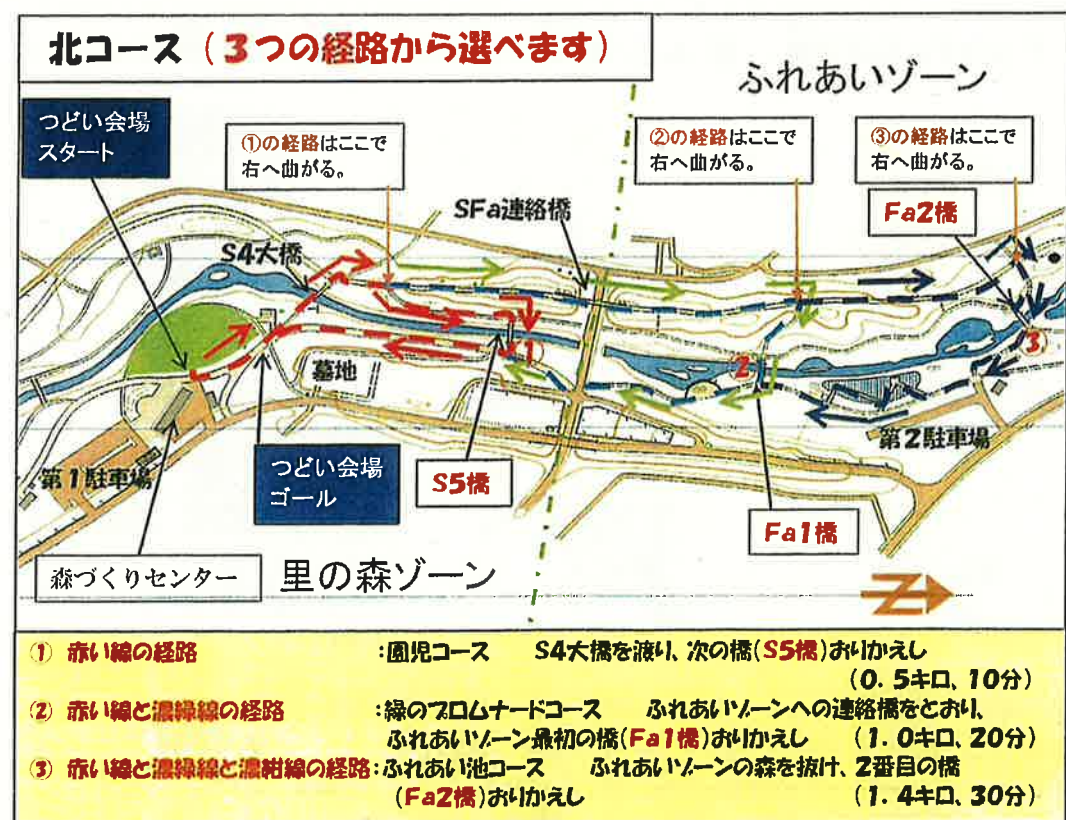 北コース（３つの経路から選べます）
ふれあいゾーン
つどい会場
スタート
①の経路はここで
右へ曲がる。
②の経路はここで
右へ曲がる。
③の経路はここで
右へ曲がる。
SFa連絡橋
Fa2橋
S4大橋
①
②
③
墓地
第１駐車場
つどい会場
ゴール
S5橋
第２駐車場
Fa1橋
森づくりセンター
里の森ゾーン
Z
① 赤い線の経路 :園児コース S4大橋を渡り、次の橋(S5橋)おりかえし
(０.５キロ、１０分)
② 赤い線と濃緑線の経路 :緑のプロムナードコース ふれあいゾーンへの連絡橋をとおり、
ふれあいゾーン最初の橋(Fa1橋)おりかえし (１.０キロ、２０分)
③ 赤い線と濃緑線と濃紺線の経路:ふれあい池コース ふれあいゾーンの森を抜け、２番目の橋
(Fa2橋)おりかえし (１.４キロ、３０分)